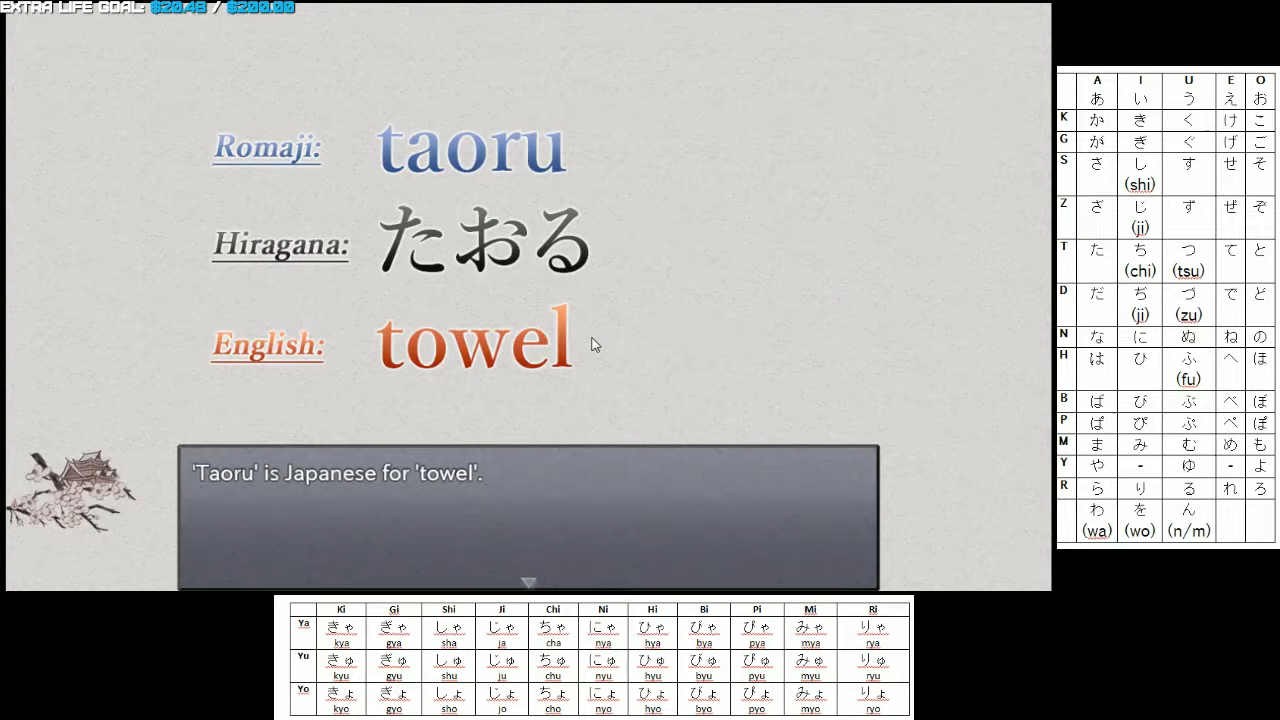 EXTRA LIFE GOAL: $20.48 / $200.00
Romaji: taoru
Hiragana: たおる
English: towel
'Taoru' is Japanese for 'towel'.
A I U E O
あ い う え お
K か き く け こ
G が ぎ ぐ げ ご
S さ し す せ そ
(shi)
Z ざ じ ず ぜ ぞ
(ji)
T た ち つ て と
(chi) (tsu)
D だ ぢ づ で ど
(ji) (zu)
N な に ぬ ね の
H は ひ ふ へ ほ
(fu)
B ば び ぶ べ ぼ
P ぱ ぴ ぷ ぺ ぽ
M ま み む め も
Y や - ゆ - よ
R ら り る れ ろ
わ を ん
(wa) (wo) (n/m)
Ki Gi Shi Ji Chi Ni Hi Bi Pi Mi Ri
Ya きゃ ぎゃ しゃ じゃ ちゃ にゃ ひゃ びゃ ぴゃ みゃ りゃ
kya gya sha ja cha nya hya bya pya mya rya
Yu きゅ ぎゅ しゅ じゅ ちゅ にゅ ひゅ びゅ ぴゅ みゅ りゅ
kyu gyu shu ju chu nyu hyu byu pyu myu ryu
Yo きょ ぎょ しょ じょ ちょ にょ ひょ びょ ぴょ みょ りょ
kyo gyo sho jo cho nyo hyo byo pyo myo ryo